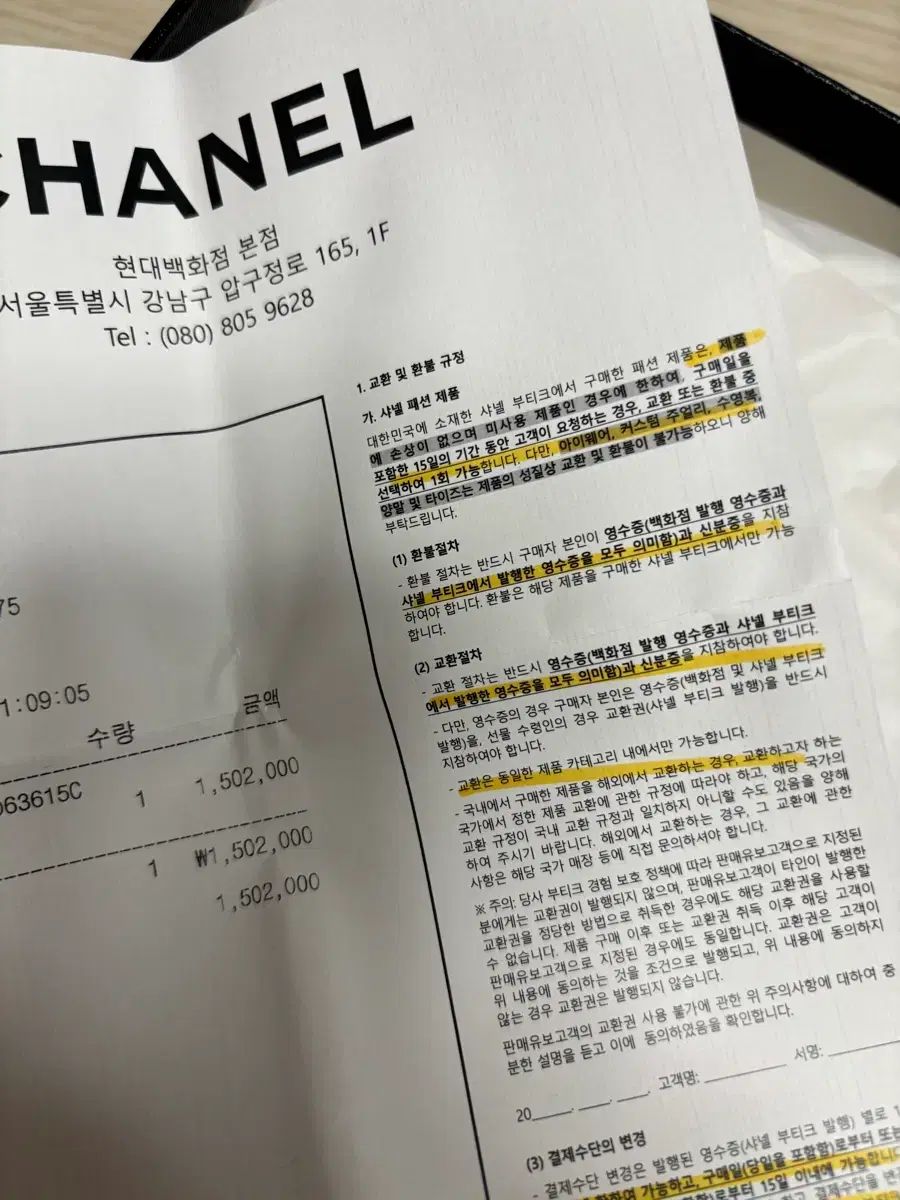 CHANEL
현대백화점 본점
서울특별시 강남구 압구정로 165, 1F
Tel : (080) 805 9628
75
1:09:05
수량 금액
63615C 1 1,502,000
1 ₩1,502,000
1,502,000
1. 교환 및 환불 규정
가. 샤넬 패션 제품
대한민국에 소재한 샤넬 부티크에서 구매한 패션 제품은, 제품
에 손상이 없으며 미사용 제품인 경우에 한하여, 구매일을
포함한 15일의 기간 동안 고객이 요청하는 경우, 교환 또는 환불 중
선택하여 1회 가능합니다. 다만, 아이웨어, 커스텀 주얼리, 수영복,
양말 및 타이즈는 제품의 성질상 교환 및 환불이 불가능하오니 양해
부탁드립니다.
(1) 환불절차
- 환불 절차는 반드시 구매자 본인이 영수증(백화점 발행 영수증과
샤넬 부티크에서 발행한 영수증을 모두 의미함)과 신분증을 지참
하여야 합니다. 환불은 해당 제품을 구매한 샤넬 부티크에서만 가능
합니다.
(2) 교환절차
- 교환 절차는 반드시 영수증(백화점 발행 영수증과 샤넬 부티크
에서 발행한 영수증을 모두 의미함)과 신분증을 지참하여야 합니다.
- 다만, 영수증의 경우 구매자 본인은 영수증(백화점 및 샤넬 부티크
발행)을, 선물 수령인의 경우 교환권(샤넬 부티크 발행)을 반드시
지참하여야 합니다.
- 교환은 동일한 제품 카테고리 내에서만 가능합니다.
- 국내에서 구매한 제품을 해외에서 교환하는 경우, 교환하고자 하는
국가에서 정한 제품 교환에 관한 규정에 따라야 하고, 해당 국가의
교환 규정이 국내 교환 규정과 일치하지 아니할 수도 있음을 양해
하여 주시기 바랍니다. 해외에서 교환하는 경우, 그 교환에 관한
사항은 해당 국가 매장 등에 직접 문의하셔야 합니다.
※ 주의: 당사 부티크 경험 보호 정책에 따라 판매유보고객으로 지정된
분에게는 교환권이 발행되지 않으며, 판매유보고객이 타인이 발행한
교환권을 정당한 방법으로 취득한 경우에도 해당 교환권을 사용할
수 없습니다. 제품 구매 이후 또는 교환권 취득 이후 해당 고객이
판매유보고객으로 지정된 경우에도 동일합니다. 교환권은 고객이
위 내용에 동의하는 것을 조건으로 발행되고, 위 내용에 동의하지
않는 경우 교환권은 발행되지 않습니다.
판매유보고객의 교환권 사용 불가에 관한 위 주의사항에 대하여 충
분한 설명을 듣고 이에 동의하였음을 확인합니다.
20____. ____. ____. 고객명: ________ 서명: ________
(3) 결제수단의 변경
- 결제수단 변경은 발행된 영수증(샤넬 부티크 발행) 별로 1
하여 가능하고, 구매일(당일을 포함함)로부터 또는
로부터 15일 이내에 가능합니다